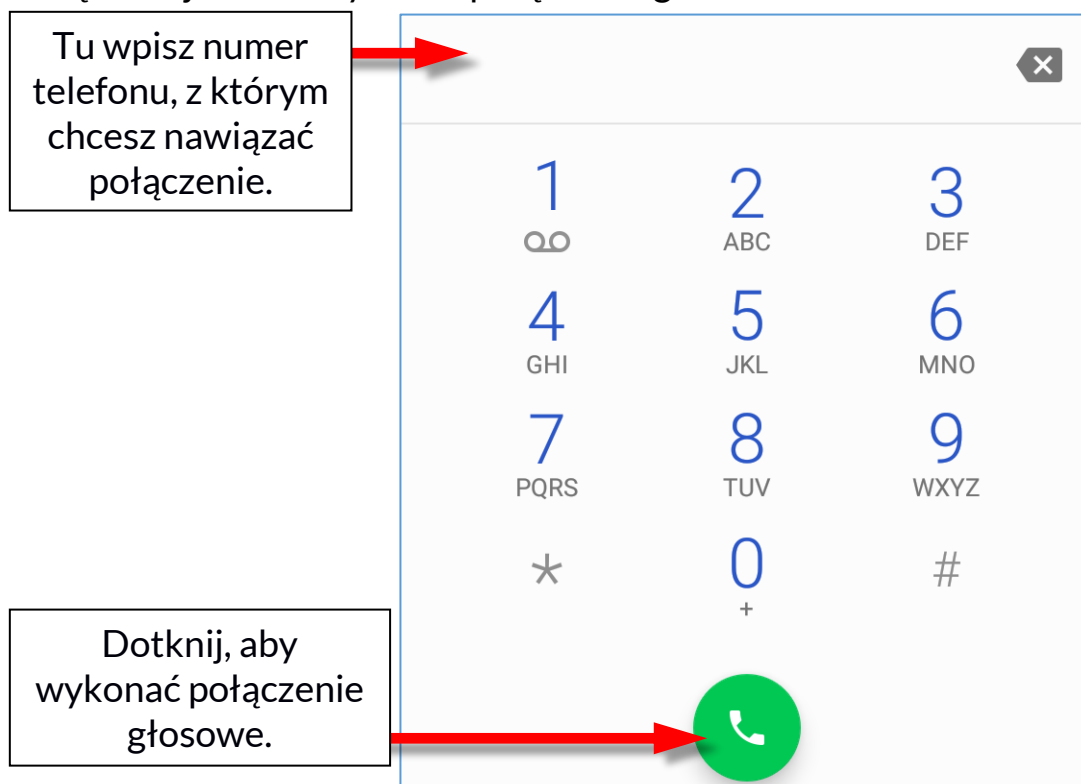 Tu wpisz numer
telefonu, z którym
chcesz nawiązać
połączenie.
1 2 3
ABC DEF
4 5 6
GHI JKL MNO
7 8 9
PQRS TUV WXYZ
* 0 #
+
Dotknij, aby
wykonać połączenie
głosowe.